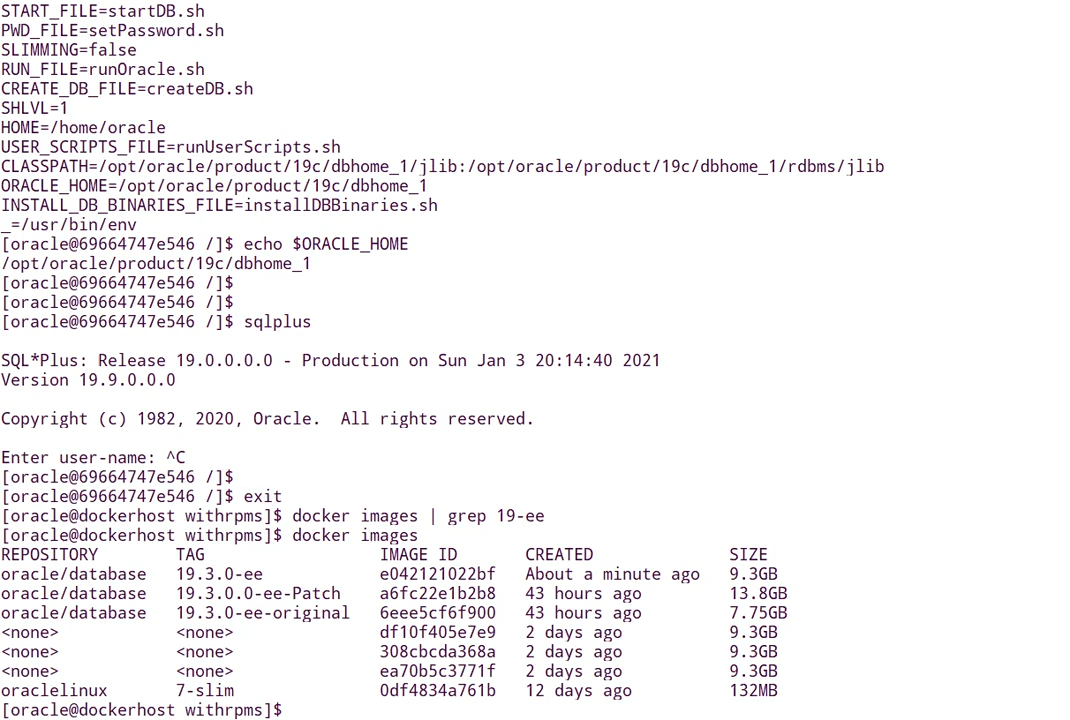 START_FILE=startDB.sh
PWD_FILE=setPassword.sh
SLIMMING=false
RUN_FILE=runOracle.sh
CREATE_DB_FILE=createDB.sh
SHLVL=1
HOME=/home/oracle
USER_SCRIPTS_FILE=runUserScripts.sh
CLASSPATH=/opt/oracle/product/19c/dbhome_1/jlib:/opt/oracle/product/19c/dbhome_1/rdbms/jlib
ORACLE_HOME=/opt/oracle/product/19c/dbhome_1
INSTALL_DB_BINARIES_FILE=installDBBinaries.sh
_=/usr/bin/env
[oracle@69664747e546 /]$ echo $ORACLE_HOME
/opt/oracle/product/19c/dbhome_1
[oracle@69664747e546 /]$
[oracle@69664747e546 /]$
[oracle@69664747e546 /]$ sqlplus
SQL*Plus: Release 19.0.0.0.0 - Production on Sun Jan 3 20:14:40 2021
Version 19.9.0.0.0
Copyright (c) 1982, 2020, Oracle.  All rights reserved.
Enter user-name: ^C
[oracle@69664747e546 /]$
[oracle@69664747e546 /]$ exit
[oracle@dockerhost withrpms]$ docker images | grep 19-ee
[oracle@dockerhost withrpms]$ docker images
REPOSITORY        TAG                  IMAGE ID       CREATED              SIZE
oracle/database   19.3.0-ee            e042121022bf   About a minute ago   9.3GB
oracle/database   19.3.0.0-ee-Patch    a6fc22e1b2b8   43 hours ago         13.8GB
oracle/database   19.3.0-ee-original   6eee5cf6f900   43 hours ago         7.75GB
<none>            <none>               df10f405e7e9   2 days ago           9.3GB
<none>            <none>               308cbcda368a   2 days ago           9.3GB
<none>            <none>               ea70b5c3771f   2 days ago           9.3GB
oraclelinux       7-slim               0df4834a761b   12 days ago          132MB
[oracle@dockerhost withrpms]$